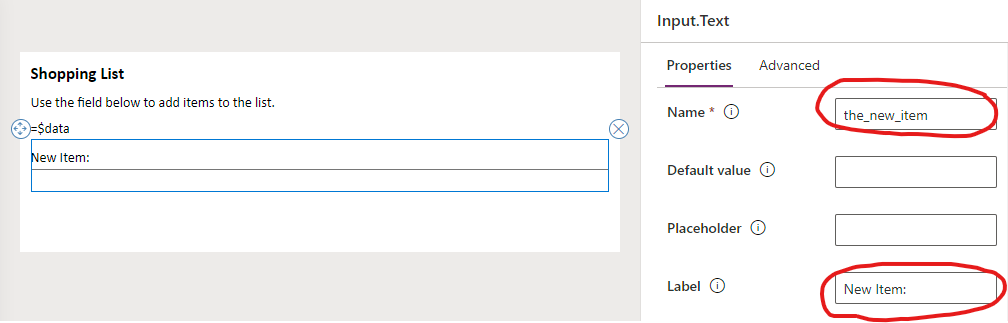 Input.Text
Shopping List
Use the field below to add items to the list.
=$data
New Item:
Properties Advanced
Name *
the_new_item
Default value
Placeholder
Label
New Item: